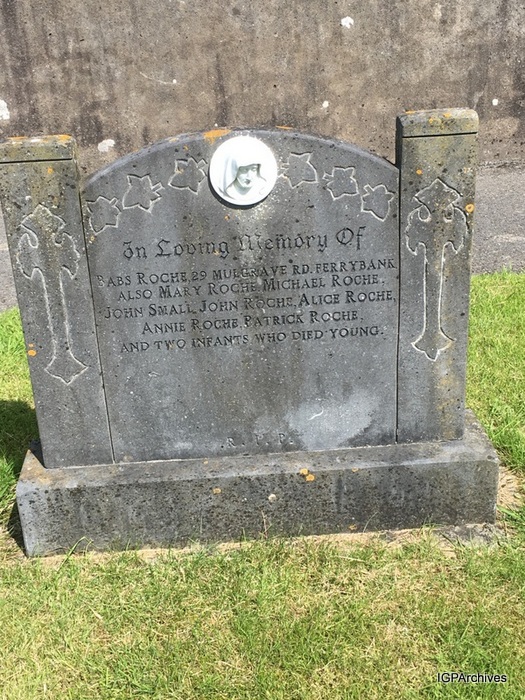 In Loving Memory Of
BABS ROCHE, 29 MULGRAVE RD. FERRYBANK
ALSO MARY ROCHE, MICHAEL ROCHE,
JOHN SMALL, JOHN ROCHE, ALICE ROCHE,
ANNIE ROCHE, PATRICK ROCHE,
AND TWO INFANTS WHO DIED YOUNG.
R. I. P.
IGPArchives